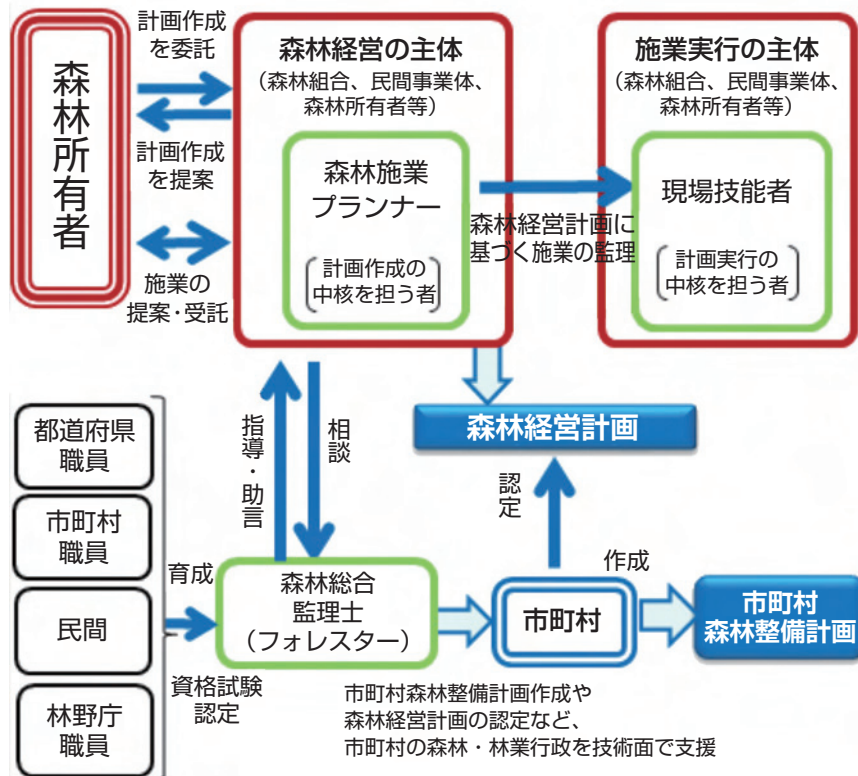 森林所有者
計画作成
を委託
計画作成
を提案
施業の
提案・受託
森林経営の主体
（森林組合、民間事業体、
森林所有者等）
森林施業
プランナー
計画作成の
中核を担う者
森林経営計画に
基づく施業の監理
施業実行の主体
（森林組合、民間事業体、
森林所有者等）
現場技能者
計画実行の
中核を担う者
森林経営計画
指導・助言
相談
認定
都道府県
職員
市町村
職員
民間
林野庁
職員
育成
資格試験
認定
森林総合
監理士
（フォレスター）
市町村
作成
市町村
森林整備計画
市町村森林整備計画作成や
森林経営計画の認定など、
市町村の森林・林業行政を技術面で支援